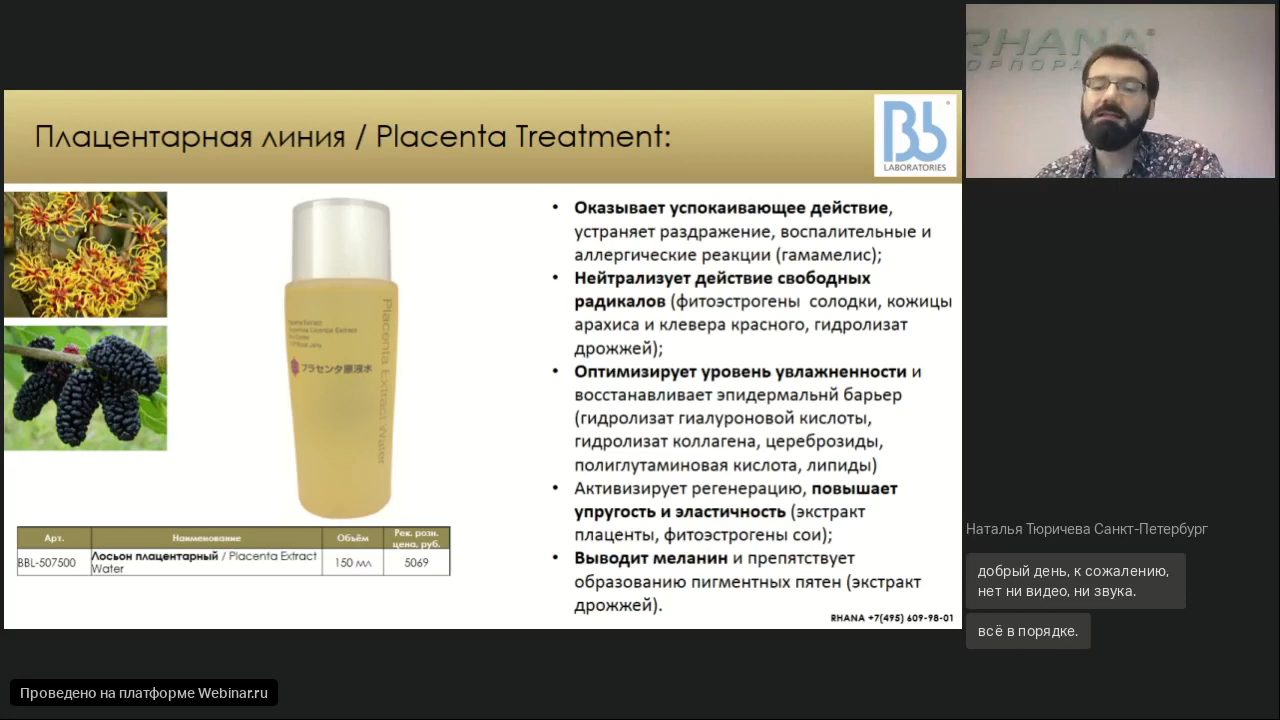 Плацентарная линия / Placenta Treatment:
Bb
LABORATORIES
Placenta Extract Water
プラセンタ原液水
• Оказывает успокаивающее действие,
устраняет раздражение, воспалительные и
аллергические реакции (гамамелис);
• Нейтрализует действие свободных
радикалов (фитоэстрогены солодки, кожицы
арахиса и клевера красного, гидролизат
дрожжей);
• Оптимизирует уровень увлажненности и
восстанавливает эпидермальнй барьер
(гидролизат гиалуроновой кислоты,
гидролизат коллагена, цереброзиды,
полиглутаминовая кислота, липиды)
• Активизирует регенерацию, повышает
упругость и эластичность (экстракт
плаценты, фитоэстрогены сои);
• Выводит меланин и препятствует
образованию пигментных пятен (экстракт
дрожжей).
Арт. Наименование Объём Рек. розн. цена, руб.
BBL-507500 Лосьон плацентарный / Placenta Extract Water 150 мл 5069
RHANA +7(495) 609-98-01
RHANA
Наталья Тюричева Санкт-Петербург
добрый день, к сожалению,
нет ни видео, ни звука.
всё в порядке.
Проведено на платформе Webinar.ru